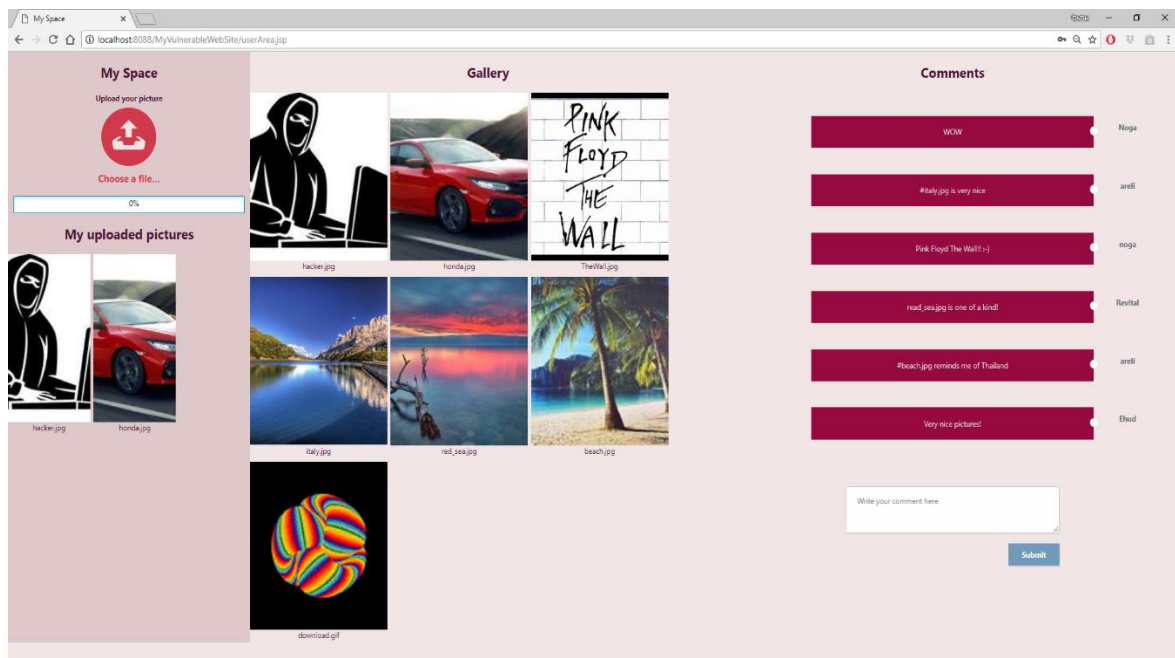 My Space
localhost:8088/MyVulnerableWebSite/userArea.jsp
My Space
Upload your picture
Choose a file...
0%
My uploaded pictures
hacker.jpg
honda.jpg
Gallery
PINK
FLOYD
THE
WALL
hacker.jpg
honda.jpg
TheWall.jpg
italy.jpg
red_sea.jpg
beach.jpg
download.gif
Comments
WOW
Noga
#italy.jpg is very nice
areli
Pink Floyd The Wall!! :-)
noga
read_sea.jpg is one of a kind!
Revital
#beach.jpg reminds me of Thailand
areli
Very nice pictures!
Ehud
Write your comment here
Submit